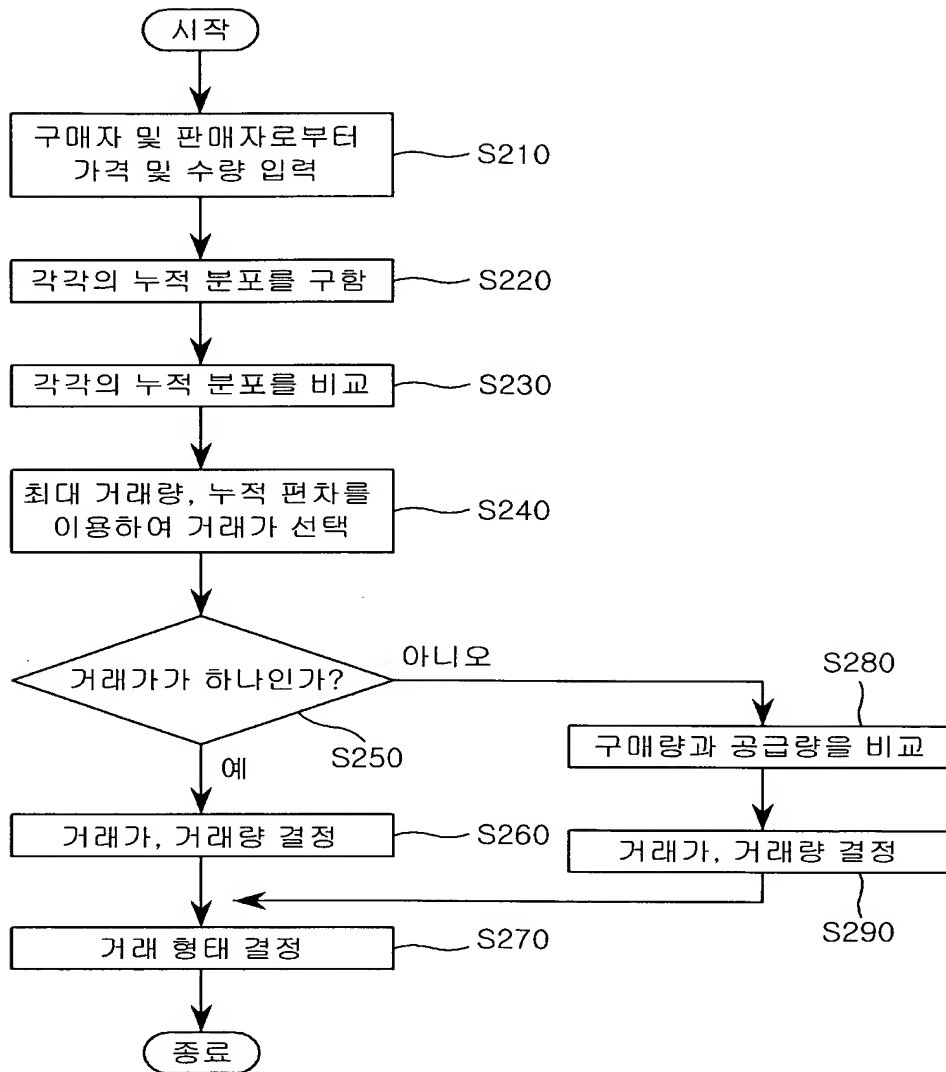 시작
구매자 및 판매자로부터
가격 및 수량 입력
S210
각각의 누적 분포를 구함
S220
각각의 누적 분포를 비교
S230
최대 거래량, 누적 편차를
이용하여 거래가 선택
S240
거래가가 하나인가?
아니오
S250
예
S280
구매량과 공급량을 비교
거래가, 거래량 결정
S260
거래가, 거래량 결정
S290
거래 형태 결정
S270
종료